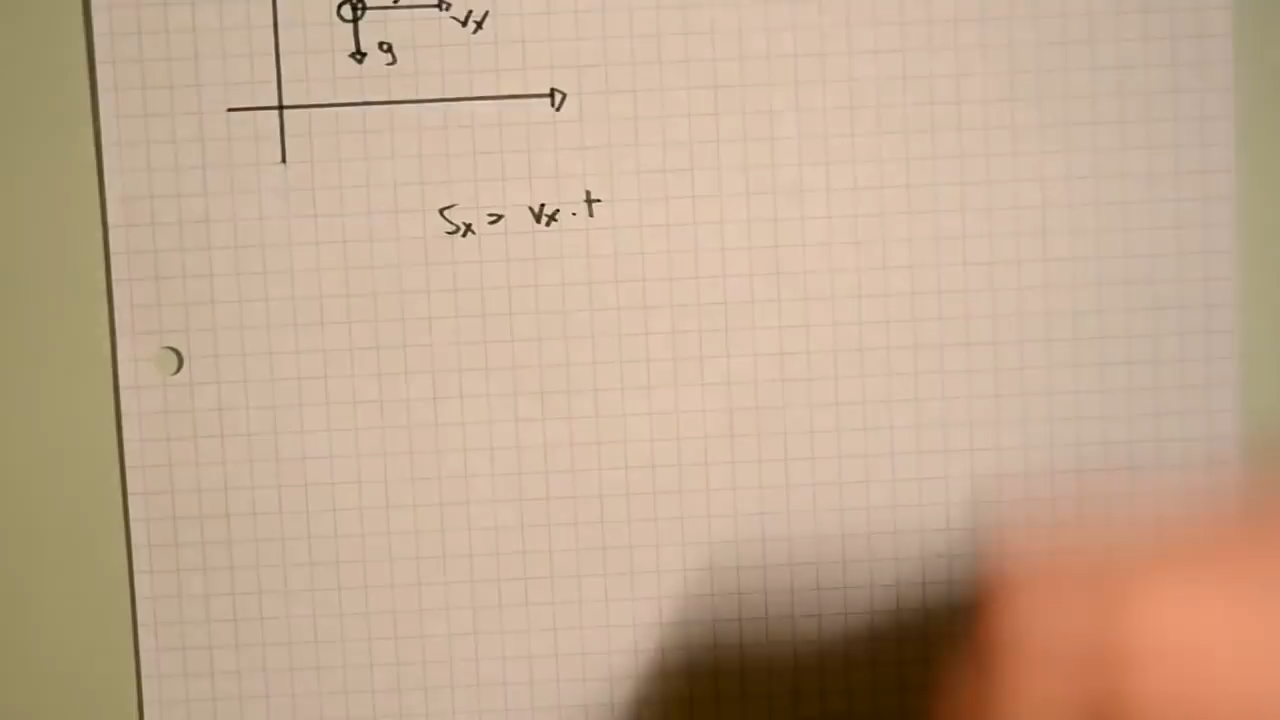 vx
g
Sx = vx . t